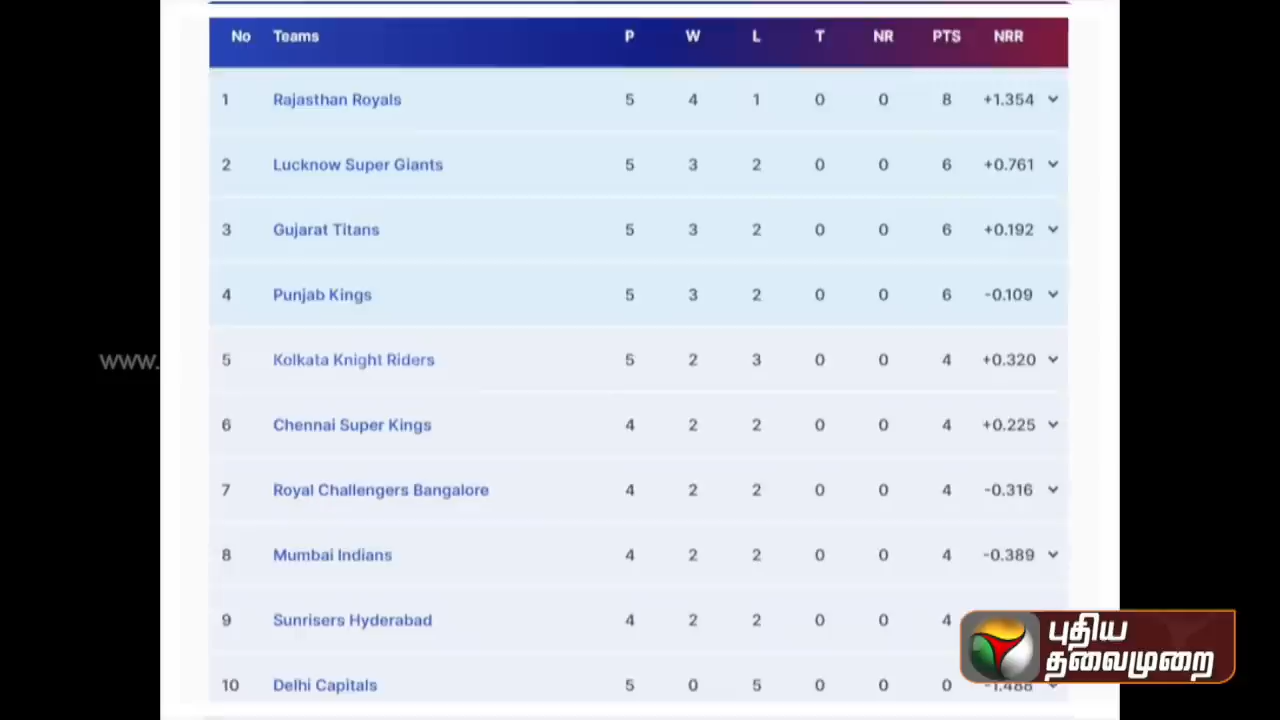 No Teams P W L T NR PTS NRR
1 Rajasthan Royals 5 4 1 0 0 8 +1.354
2 Lucknow Super Giants 5 3 2 0 0 6 +0.761
3 Gujarat Titans 5 3 2 0 0 6 +0.192
4 Punjab Kings 5 3 2 0 0 6 -0.109
5 Kolkata Knight Riders 5 2 3 0 0 4 +0.320
www.
6 Chennai Super Kings 4 2 2 0 0 4 +0.225
7 Royal Challengers Bangalore 4 2 2 0 0 4 -0.316
8 Mumbai Indians 4 2 2 0 0 4 -0.389
9 Sunrisers Hyderabad 4 2 2 0 0 4
புதிய
தலைமுறை
10 Delhi Capitals 5 0 5 0 0 0 -1.488